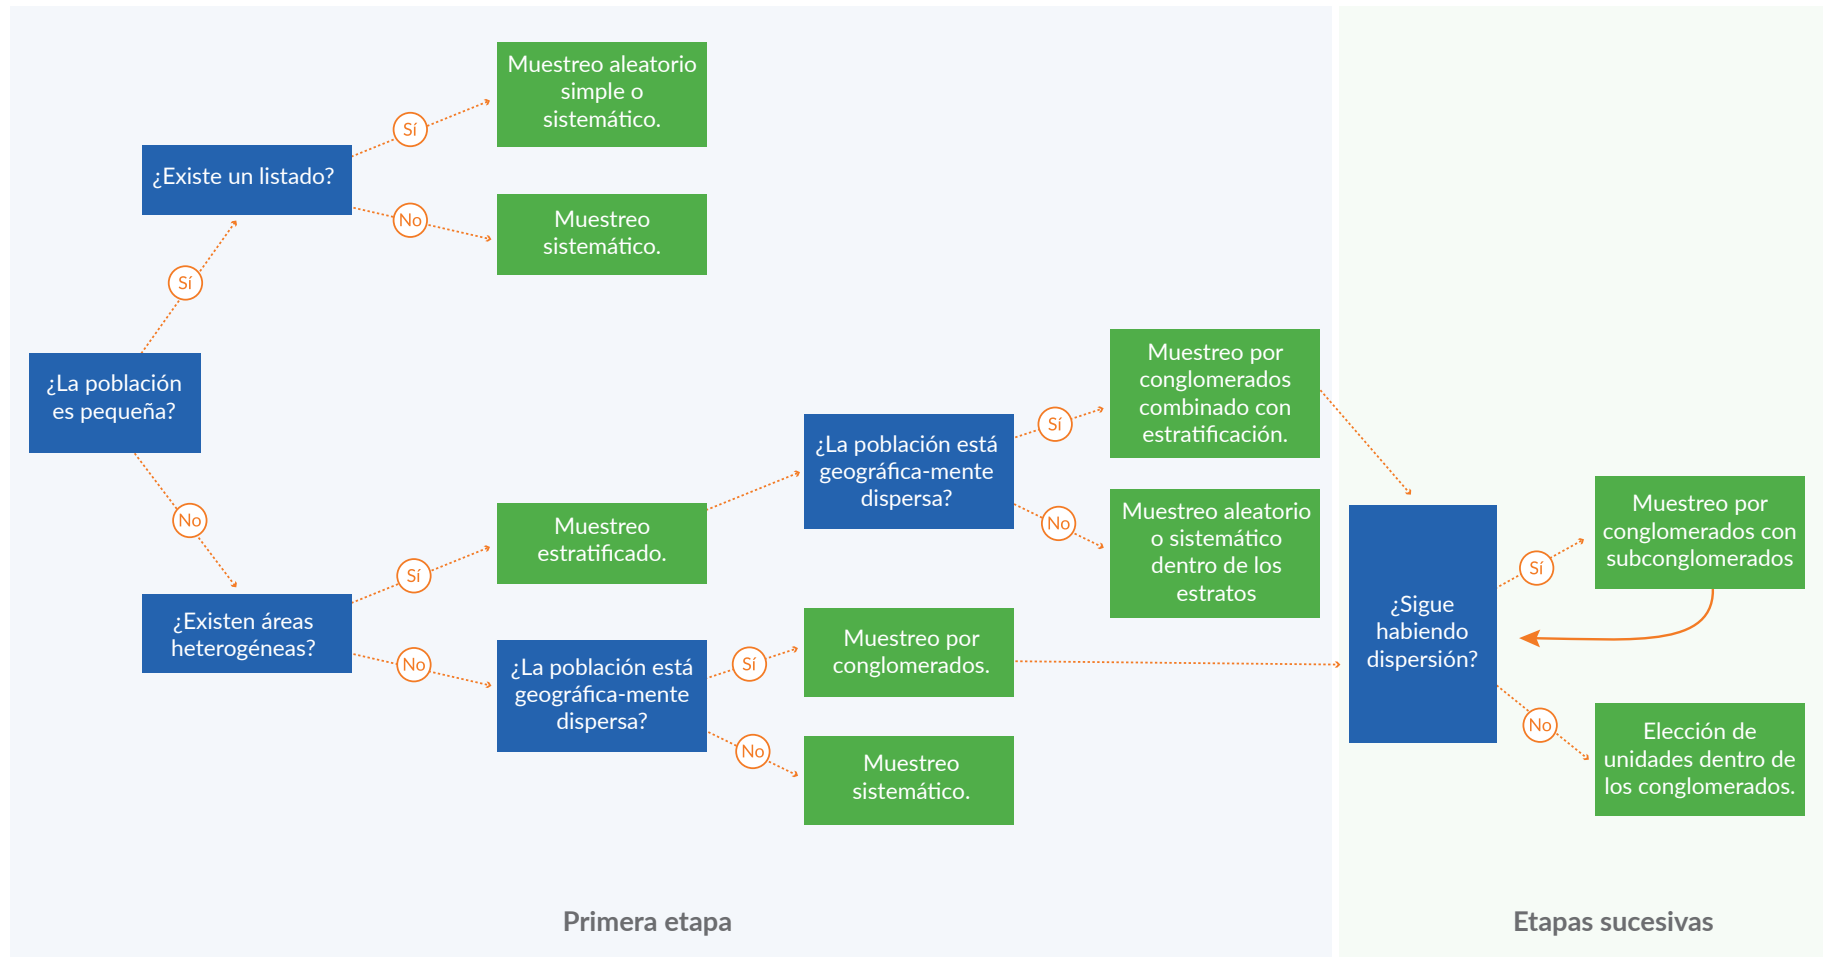 Muestreo aleatorio
simple o
sistemático.
Sí
¿Existe un listado?
No
Muestreo
sistemático.
Sí
¿La población
es pequeña?
No
Muestreo por
conglomerados
combinado con
estratificación.
Sí
¿La población está
geográfica-mente
dispersa?
No
Muestreo aleatorio
o sistemático
dentro de los
estratos
Muestreo
estratificado.
Sí
¿Existen áreas
heterogéneas?
No
¿La población está
geográfica-mente
dispersa?
Sí
Muestreo por
conglomerados.
No
Muestreo
sistemático.
¿Sigue
habiendo
dispersión?
Sí
Muestreo por
conglomerados con
subconglomerados
No
Elección de
unidades dentro de
los conglomerados.
Primera etapa
Etapas sucesivas